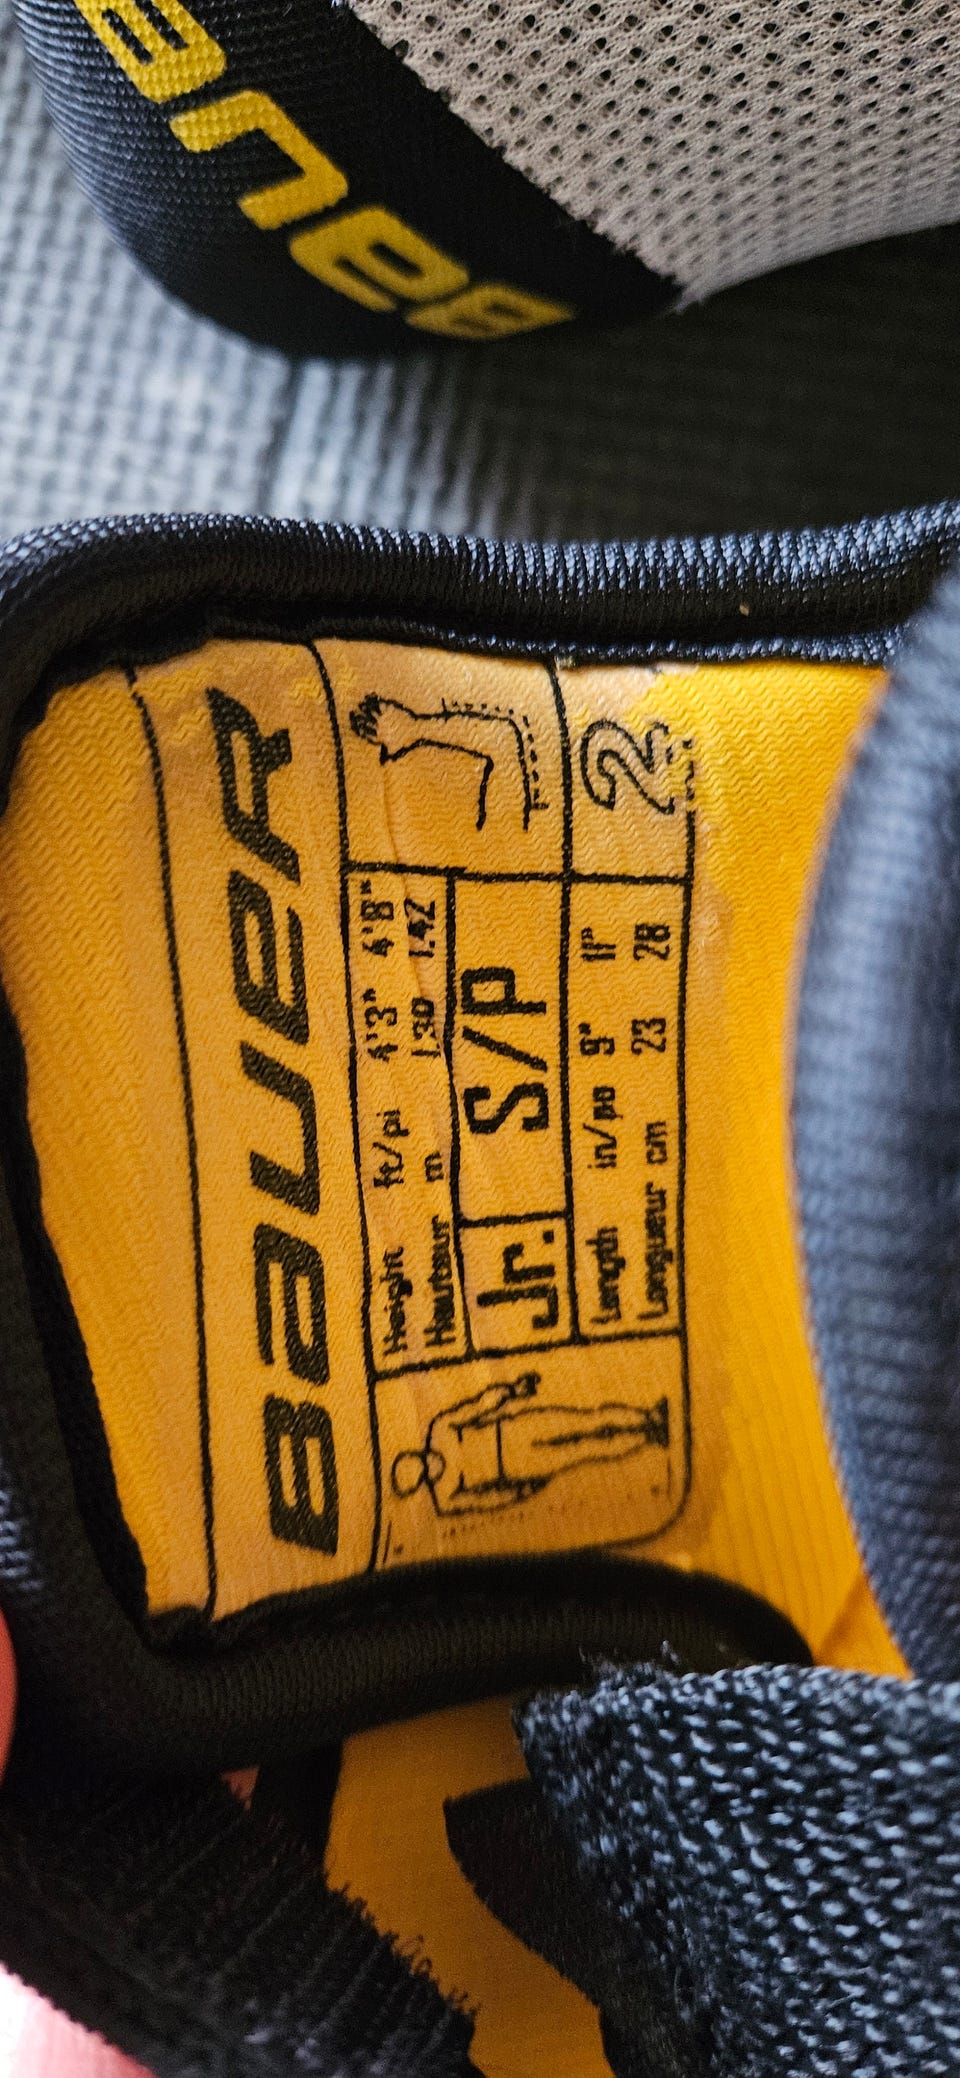 BAUER
BAUER
Height ft/pi 4'3" 4'8"
Hauteur m 1.30 1.42
Jr. S/P
Length in/po 9" 11"
Longueur cm 23 28
2